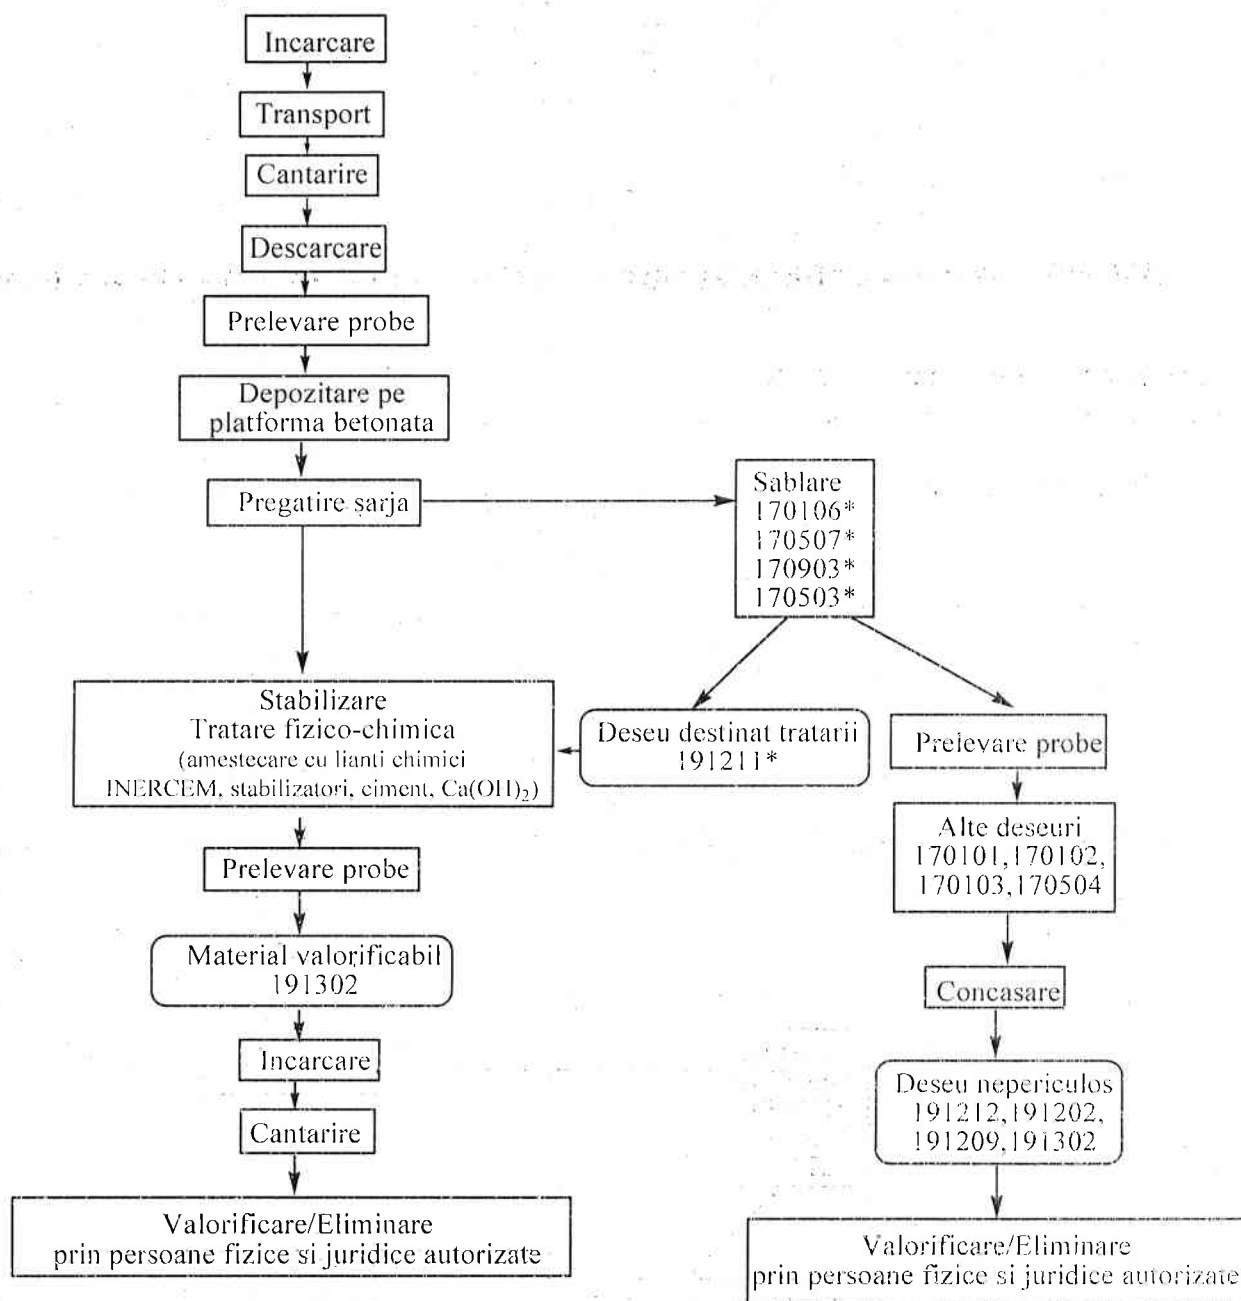 Incarcare
Transport
Cantarire
Descarcare
Prelevare probe
Depozitare pe
platforma betonata
Pregatire șarja
Sablare
170106*
170507*
170903*
170503*
Stabilizare
Tratare fizico-chimica
(amestecare cu lianti chimici
INERCEM, stabilizatori, ciment, Ca(OH)₂)
Deseu destinat tratarii
191211*
Prelevare probe
Alte deseuri
170101,170102,
170103,170504
Prelevare probe
Material valorificabil
191302
Concasare
Incarcare
Deseu nepericulos
191212,191202,
191209,191302
Cantarire
Valorificare/Eliminare
prin persoane fizice si juridice autorizate
Valorificare/Eliminare
prin persoane fizice si juridice autorizate